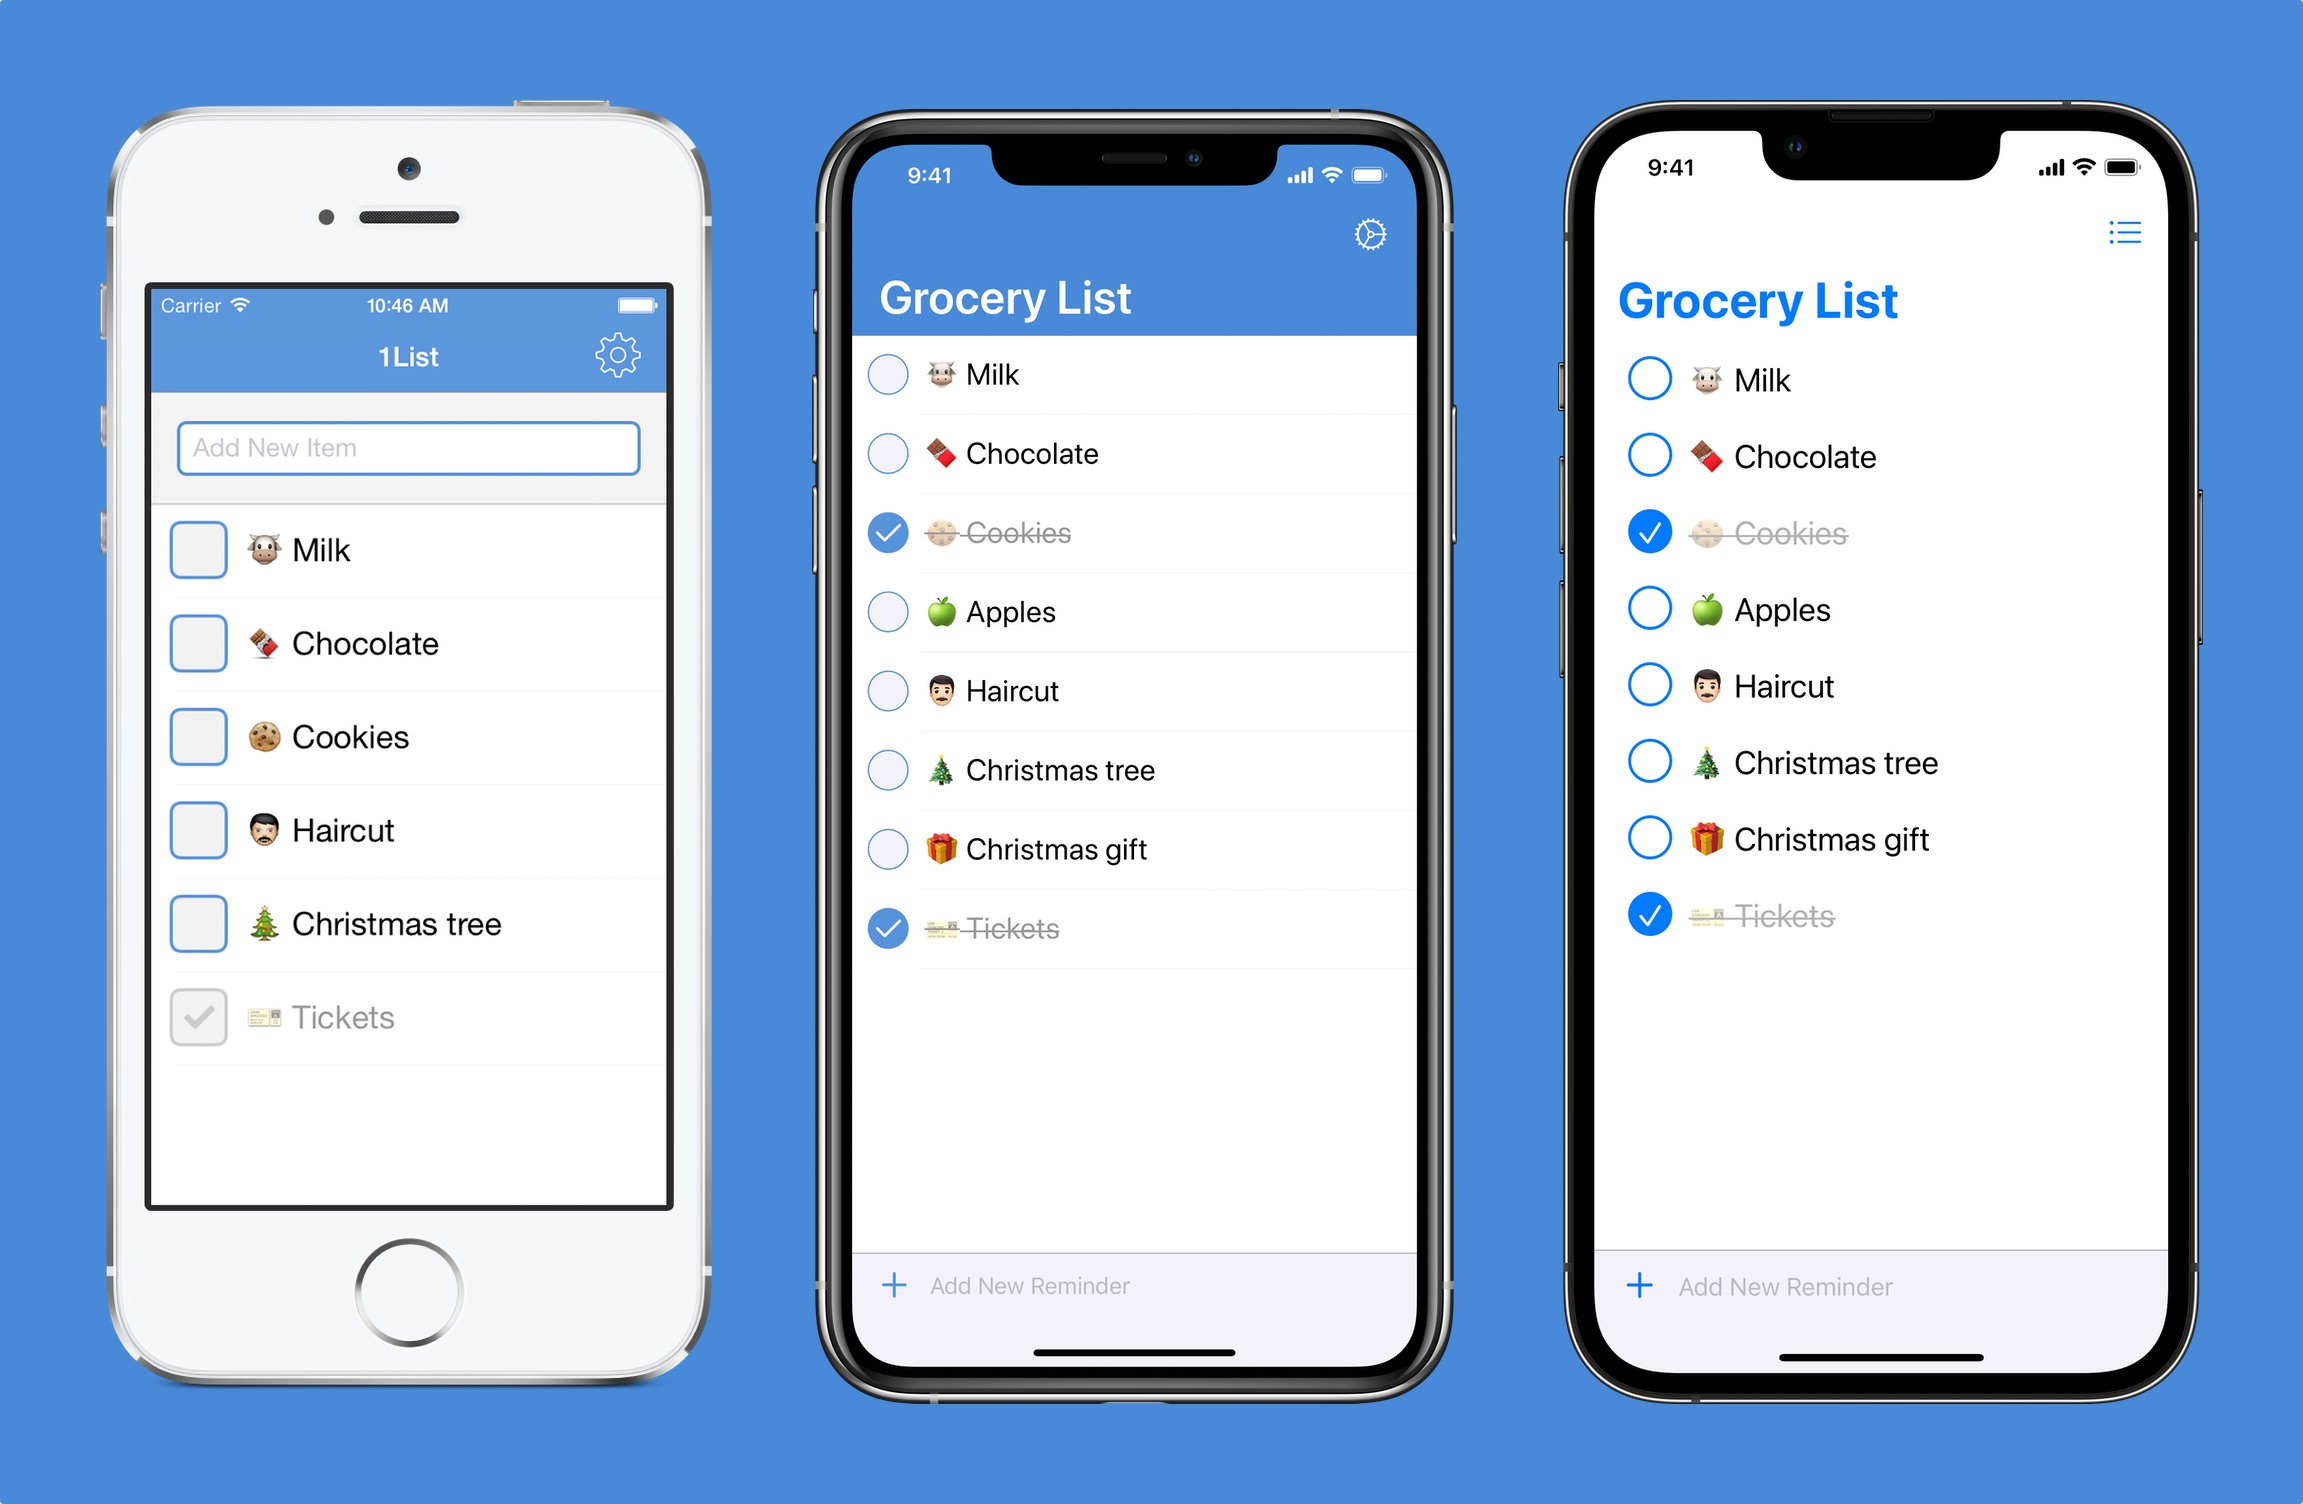 Carrier 10:46 AM
1List
Add New Item
Milk
Chocolate
Cookies
Haircut
Christmas tree
Tickets
9:41
Grocery List
Milk
Chocolate
Cookies
Apples
Haircut
Christmas tree
Christmas gift
Tickets
Add New Reminder
9:41
Grocery List
Milk
Chocolate
Cookies
Apples
Haircut
Christmas tree
Christmas gift
Tickets
Add New Reminder